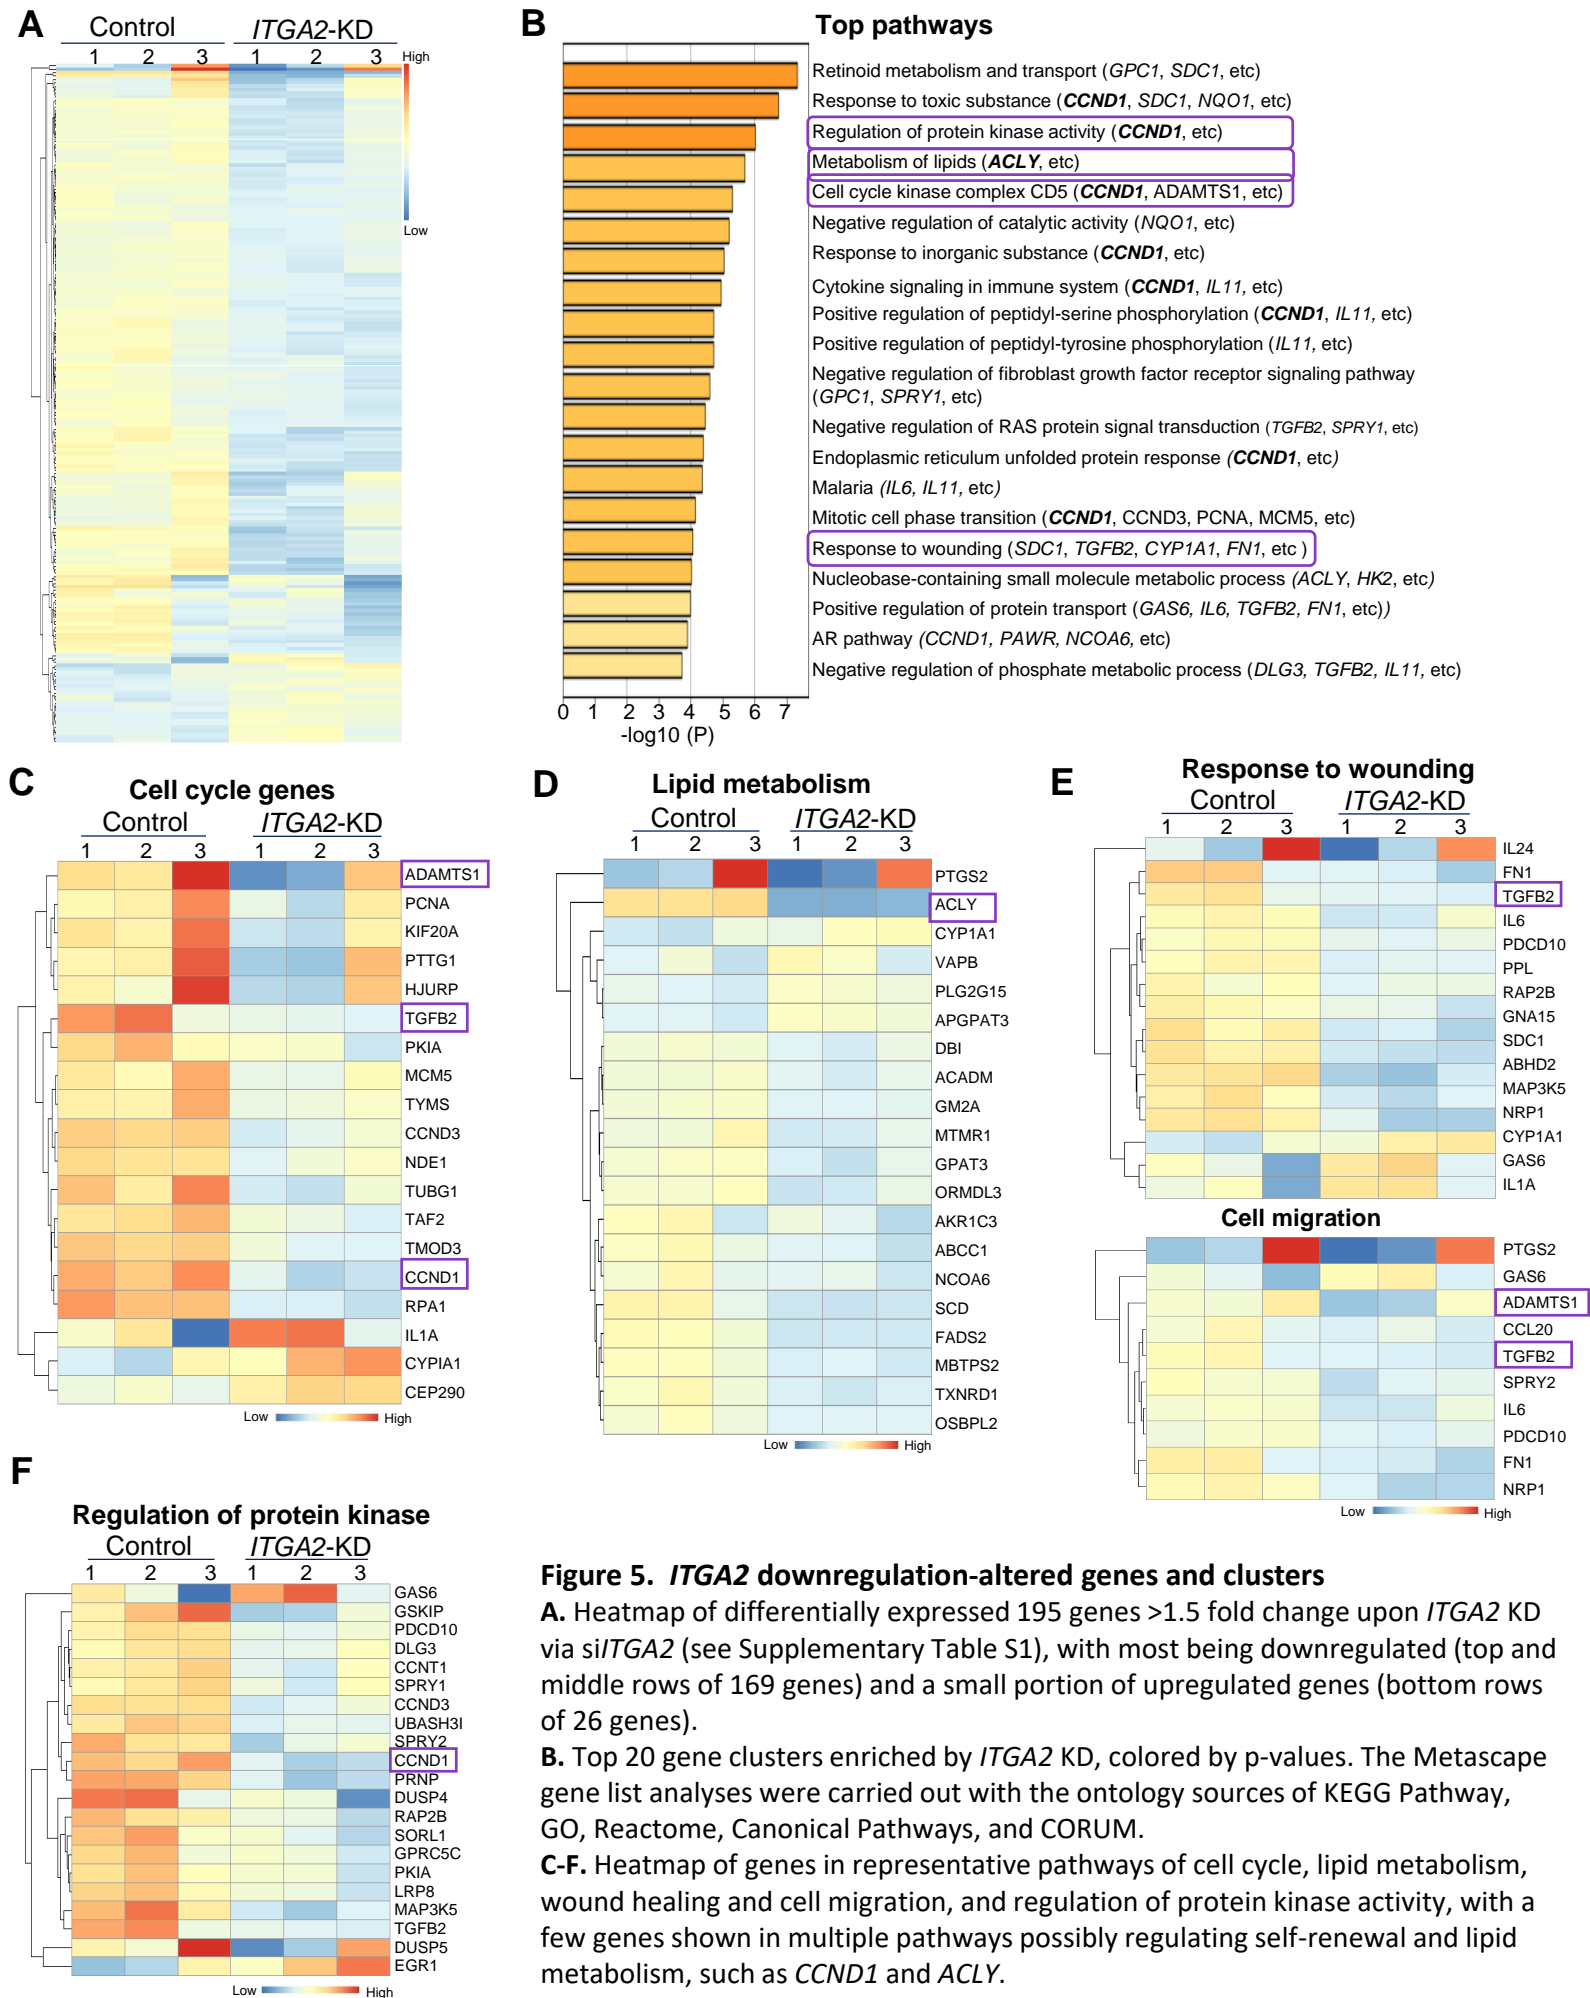 A
Control ITGA2-KD
1 2 3 1 2 3
High
Low
B
Top pathways
Retinoid metabolism and transport (GPC1, SDC1, etc)
Response to toxic substance (CCND1, SDC1, NQO1, etc)
Regulation of protein kinase activity (CCND1, etc)
Metabolism of lipids (ACLY, etc)
Cell cycle kinase complex CD5 (CCND1, ADAMTS1, etc)
Negative regulation of catalytic activity (NQO1, etc)
Response to inorganic substance (CCND1, etc)
Cytokine signaling in immune system (CCND1, IL11, etc)
Positive regulation of peptidyl-serine phosphorylation (CCND1, IL11, etc)
Positive regulation of peptidyl-tyrosine phosphorylation (IL11, etc)
Negative regulation of fibroblast growth factor receptor signaling pathway
(GPC1, SPRY1, etc)
Negative regulation of RAS protein signal transduction (TGFB2, SPRY1, etc)
Endoplasmic reticulum unfolded protein response (CCND1, etc)
Malaria (IL6, IL11, etc)
Mitotic cell phase transition (CCND1, CCND3, PCNA, MCM5, etc)
Response to wounding (SDC1, TGFB2, CYP1A1, FN1, etc )
Nucleobase-containing small molecule metabolic process (ACLY, HK2, etc)
Positive regulation of protein transport (GAS6, IL6, TGFB2, FN1, etc))
AR pathway (CCND1, PAWR, NCOA6, etc)
Negative regulation of phosphate metabolic process (DLG3, TGFB2, IL11, etc)
0 1 2 3 4 5 6 7
-log10 (P)
C
Cell cycle genes
Control ITGA2-KD
1 2 3 1 2 3
ADAMTS1
PCNA
KIF20A
PTTG1
HJURP
TGFB2
PKIA
MCM5
TYMS
CCND3
NDE1
TUBG1
TAF2
TMOD3
CCND1
RPA1
IL1A
CYPIA1
CEP290
Low High
D
Lipid metabolism
Control ITGA2-KD
1 2 3 1 2 3
PTGS2
ACLY
CYP1A1
VAPB
PLG2G15
APGPAT3
DBI
ACADM
GM2A
MTMR1
GPAT3
ORMDL3
AKR1C3
ABCC1
NCOA6
SCD
FADS2
MBTPS2
TXNRD1
OSBPL2
Low High
E
Response to wounding
Control ITGA2-KD
1 2 3 1 2 3
IL24
FN1
TGFB2
IL6
PDCD10
PPL
RAP2B
GNA15
SDC1
ABHD2
MAP3K5
NRP1
CYP1A1
GAS6
IL1A
Cell migration
PTGS2
GAS6
ADAMTS1
CCL20
TGFB2
SPRY2
IL6
PDCD10
FN1
NRP1
Low High
F
Regulation of protein kinase
Control ITGA2-KD
1 2 3 1 2 3
GAS6
GSKIP
PDCD10
DLG3
CCNT1
SPRY1
CCND3
UBASH3I
SPRY2
CCND1
PRNP
DUSP4
RAP2B
SORL1
GPRC5C
PKIA
LRP8
MAP3K5
TGFB2
DUSP5
EGR1
Low High
Figure 5. ITGA2 downregulation-altered genes and clusters
A. Heatmap of differentially expressed 195 genes >1.5 fold change upon ITGA2 KD
via siITGA2 (see Supplementary Table S1), with most being downregulated (top and
middle rows of 169 genes) and a small portion of upregulated genes (bottom rows
of 26 genes).
B. Top 20 gene clusters enriched by ITGA2 KD, colored by p-values. The Metascape
gene list analyses were carried out with the ontology sources of KEGG Pathway,
GO, Reactome, Canonical Pathways, and CORUM.
C-F. Heatmap of genes in representative pathways of cell cycle, lipid metabolism,
wound healing and cell migration, and regulation of protein kinase activity, with a
few genes shown in multiple pathways possibly regulating self-renewal and lipid
metabolism, such as CCND1 and ACLY.